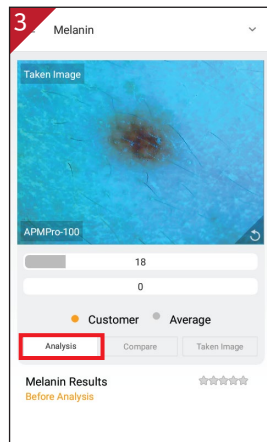 3
Melanin
Taken Image
APMPro-100
18
0
Customer Average
Analysis Compare Taken Image
Melanin Results
Before Analysis